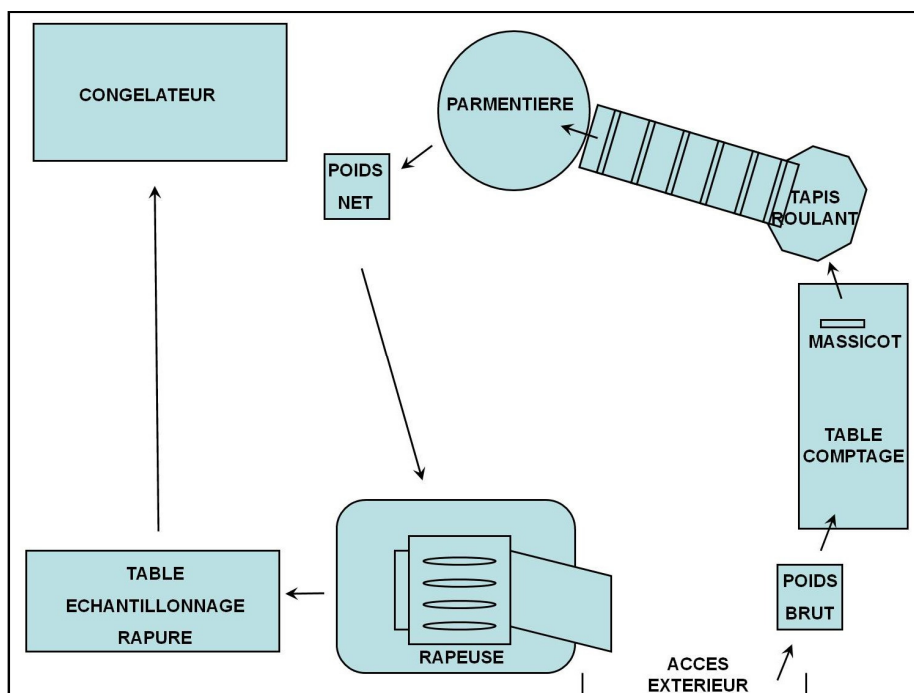 CONGELATEUR
PARMENTIERE
POIDS
NET
TAPIS
ROULANT
MASSICOT
TABLE
COMPTAGE
TABLE
ECHANTILLONNAGE
RAPURE
RAPEUSE
POIDS
BRUT
ACCES
EXTERIEUR